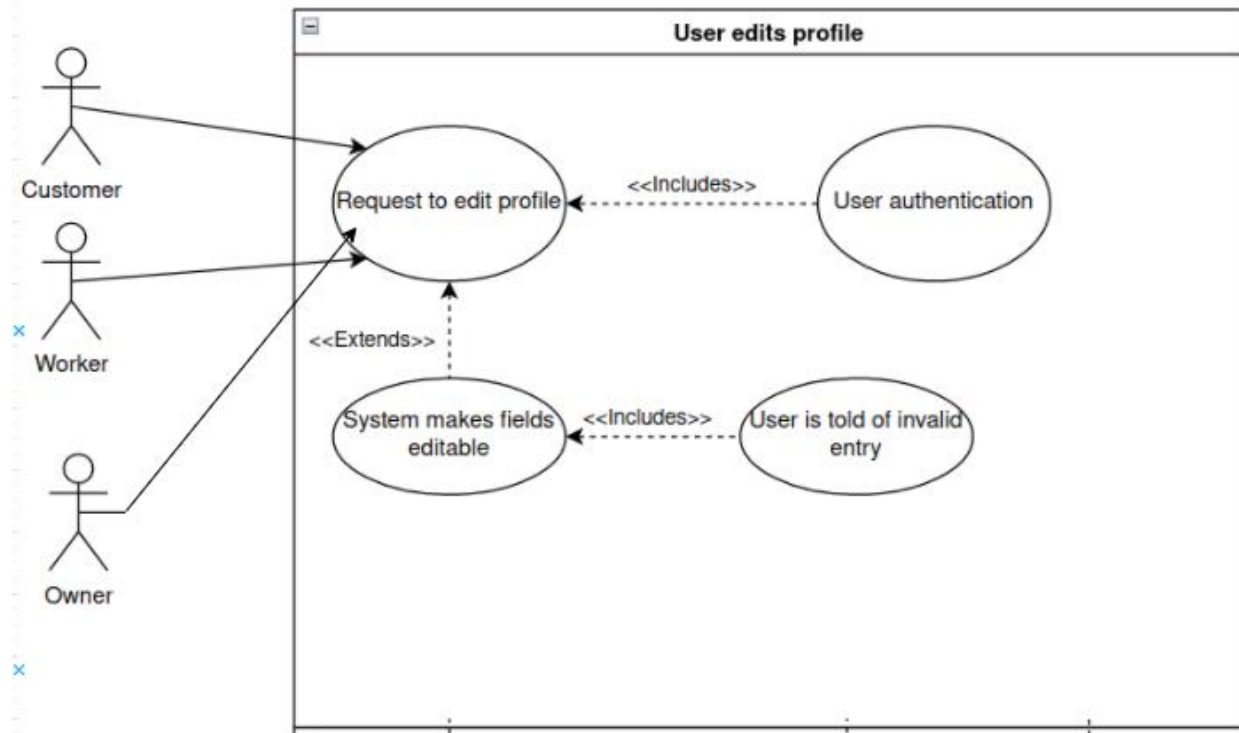 User edits profile
Customer
Request to edit profile
<<Includes>>
User authentication
Worker
<<Extends>>
System makes fields
editable
<<Includes>>
User is told of invalid
entry
Owner